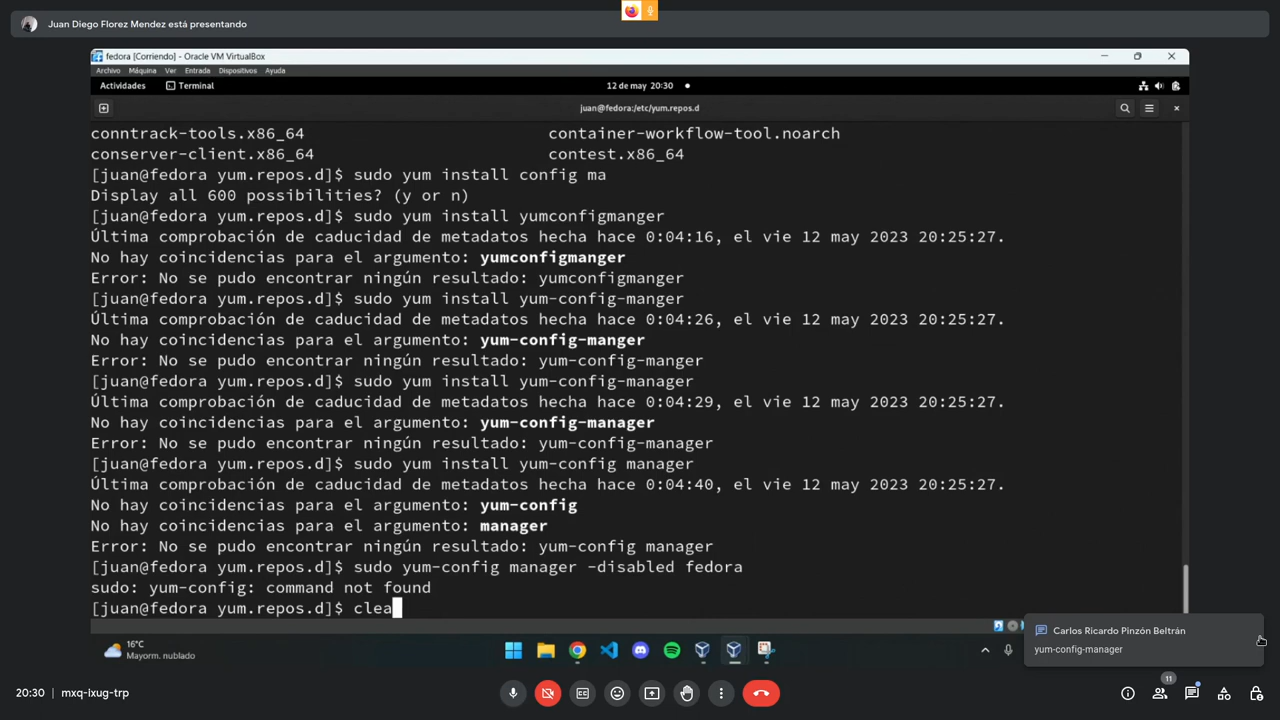 Juan Diego Florez Mendez está presentando
fedora [Corriendo] - Oracle VM VirtualBox
Archivo Máquina Ver Entrada Dispositivos Ayuda
Actividades Terminal 12 de may 20:30
juan@fedora:/etc/yum.repos.d
conntrack-tools.x86_64 container-workflow-tool.noarch
conserver-client.x86_64 contest.x86_64
[juan@fedora yum.repos.d]$ sudo yum install config ma
Display all 600 possibilities? (y or n)
[juan@fedora yum.repos.d]$ sudo yum install yumconfigmanger
Última comprobación de caducidad de metadatos hecha hace 0:04:16, el vie 12 may 2023 20:25:27.
No hay coincidencias para el argumento: yumconfigmanger
Error: No se pudo encontrar ningún resultado: yumconfigmanger
[juan@fedora yum.repos.d]$ sudo yum install yum-config-manger
Última comprobación de caducidad de metadatos hecha hace 0:04:26, el vie 12 may 2023 20:25:27.
No hay coincidencias para el argumento: yum-config-manger
Error: No se pudo encontrar ningún resultado: yum-config-manger
[juan@fedora yum.repos.d]$ sudo yum install yum-config-manager
Última comprobación de caducidad de metadatos hecha hace 0:04:29, el vie 12 may 2023 20:25:27.
No hay coincidencias para el argumento: yum-config-manager
Error: No se pudo encontrar ningún resultado: yum-config-manager
[juan@fedora yum.repos.d]$ sudo yum install yum-config manager
Última comprobación de caducidad de metadatos hecha hace 0:04:40, el vie 12 may 2023 20:25:27.
No hay coincidencias para el argumento: yum-config
No hay coincidencias para el argumento: manager
Error: No se pudo encontrar ningún resultado: yum-config manager
[juan@fedora yum.repos.d]$ sudo yum-config manager -disabled fedora
sudo: yum-config: command not found
[juan@fedora yum.repos.d]$ clea
16°C
Mayorm. nublado
Carlos Ricardo Pinzón Beltrán
yum-config-manager
20:30 mxq-ixug-trp
11